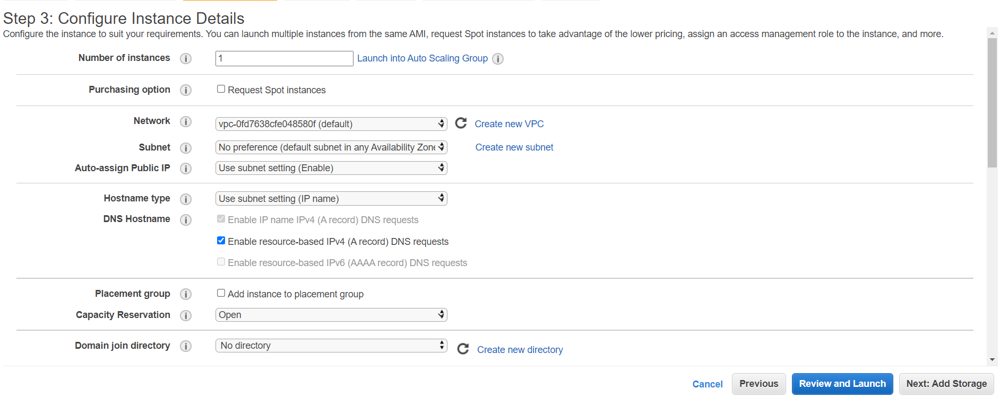 Step 3: Configure Instance Details
Configure the instance to suit your requirements. You can launch multiple instances from the same AMI, request Spot instances to take advantage of the lower pricing, assign an access management role to the instance, and more.
Number of instances 1 Launch into Auto Scaling Group
Purchasing option Request Spot instances
Network vpc-0fd7638cfe048580f (default) Create new VPC
Subnet No preference (default subnet in any Availability Zone Create new subnet
Auto-assign Public IP Use subnet setting (Enable)
Hostname type Use subnet setting (IP name)
DNS Hostname Enable IP name IPv4 (A record) DNS requests
Enable resource-based IPv4 (A record) DNS requests
Enable resource-based IPv6 (AAAA record) DNS requests
Placement group Add instance to placement group
Capacity Reservation Open
Domain join directory No directory Create new directory
Cancel Previous Review and Launch Next: Add Storage